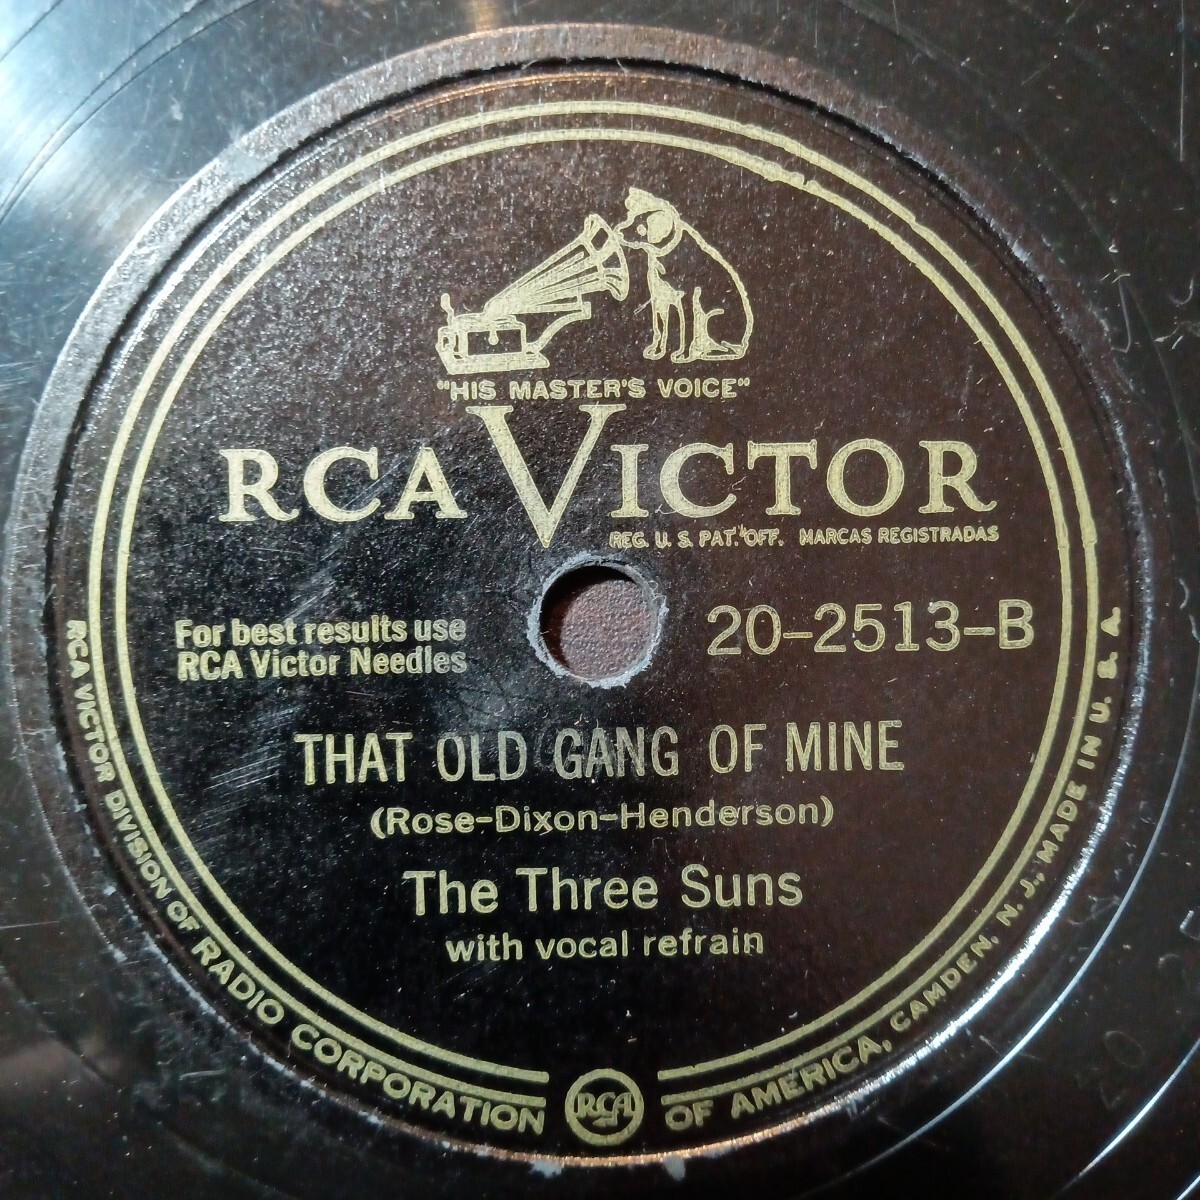 "HIS MASTER'S VOICE"
RCA VICTOR
REG. U. S. PAT. OFF. MARCAS REGISTRADAS
For best results use
RCA Victor Needles
20-2513-B
THAT OLD GANG OF MINE
(Rose-Dixon-Henderson)
The Three Suns
with vocal refrain
RCA VICTOR DIVISION OF RADIO CORPORATION OF AMERICA, CAMDEN, N. J., MADE IN U. S. A.
RCA